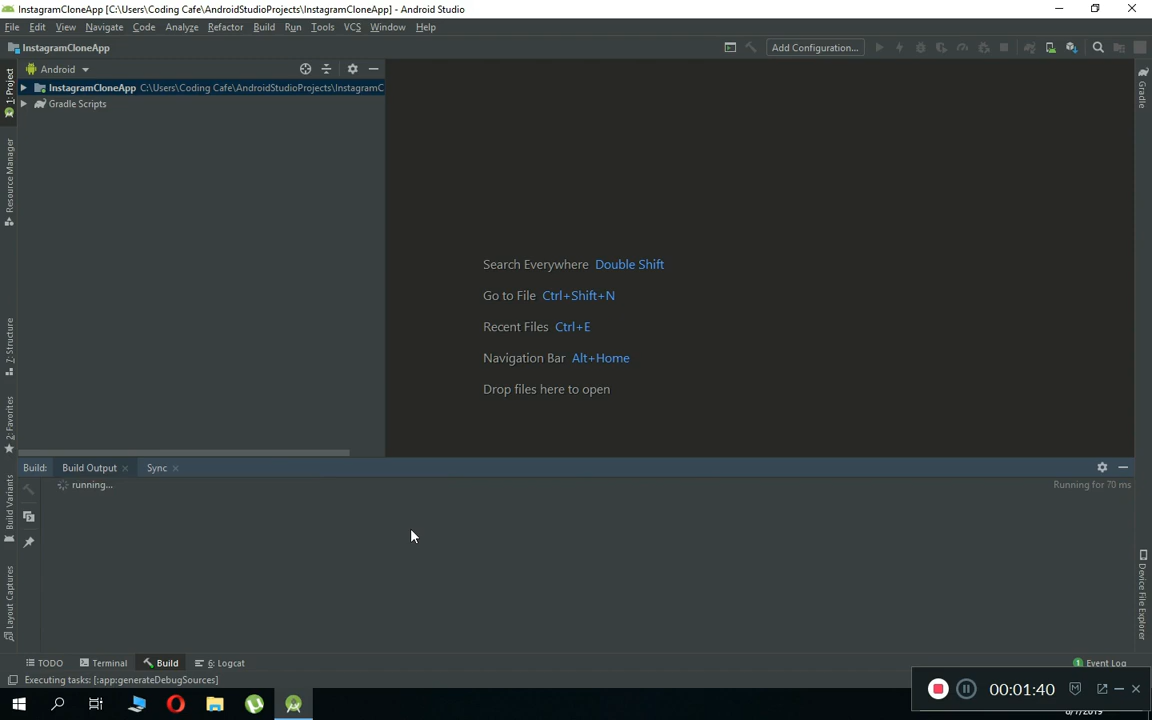 InstagramCloneApp [C:\Users\Coding Cafe\AndroidStudioProjects\InstagramCloneApp] - Android Studio
File Edit View Navigate Code Analyze Refactor Build Run Tools VCS Window Help
InstagramCloneApp
Add Configuration...
Android
InstagramCloneApp C:\Users\Coding Cafe\AndroidStudioProjects\InstagramC
Gradle Scripts
1: Project
Resource Manager
7: Structure
2: Favorites
Build Variants
Layout Captures
Search Everywhere Double Shift
Go to File Ctrl+Shift+N
Recent Files Ctrl+E
Navigation Bar Alt+Home
Drop files here to open
Gradle
Device File Explorer
Build: Build Output Sync
running...
Running for 70 ms
TODO Terminal Build 6: Logcat
1 Event Log
Executing tasks: [:app:generateDebugSources]
00:01:40
8/7/2019